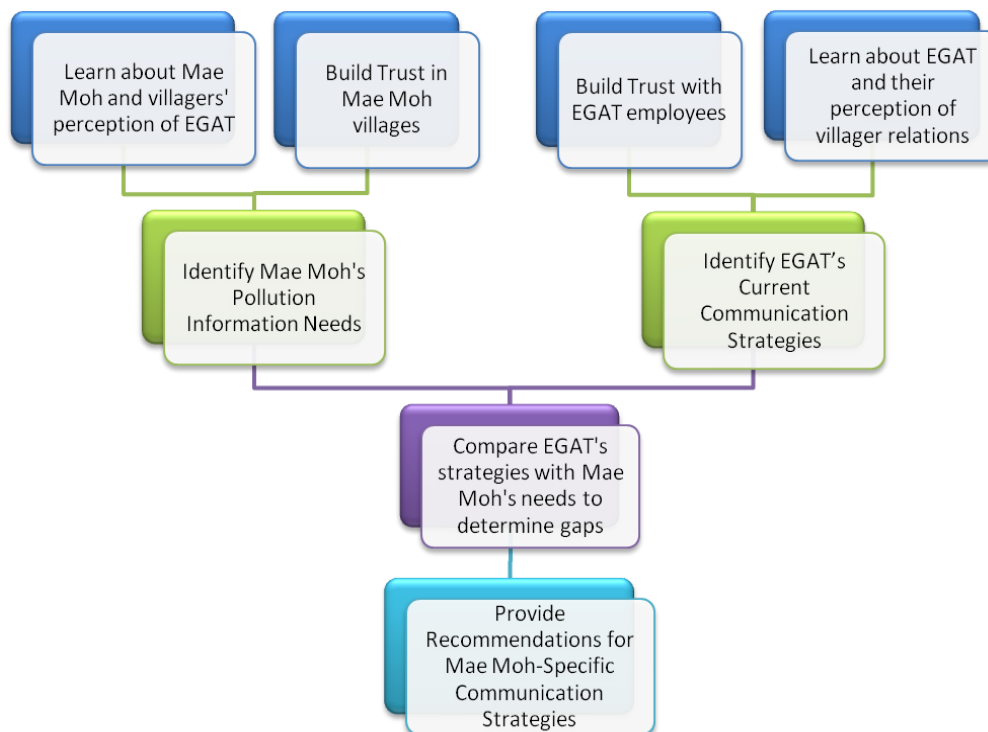 Learn about Mae
Moh and villagers'
perception of EGAT
Build Trust in
Mae Moh
villages
Build Trust with
EGAT employees
Learn about EGAT
and their
perception of
villager relations
Identify Mae Moh's
Pollution
Information Needs
Identify EGAT’s
Current
Communication
Strategies
Compare EGAT's
strategies with Mae
Moh's needs to
determine gaps
Provide
Recommendations for
Mae Moh-Specific
Communication
Strategies